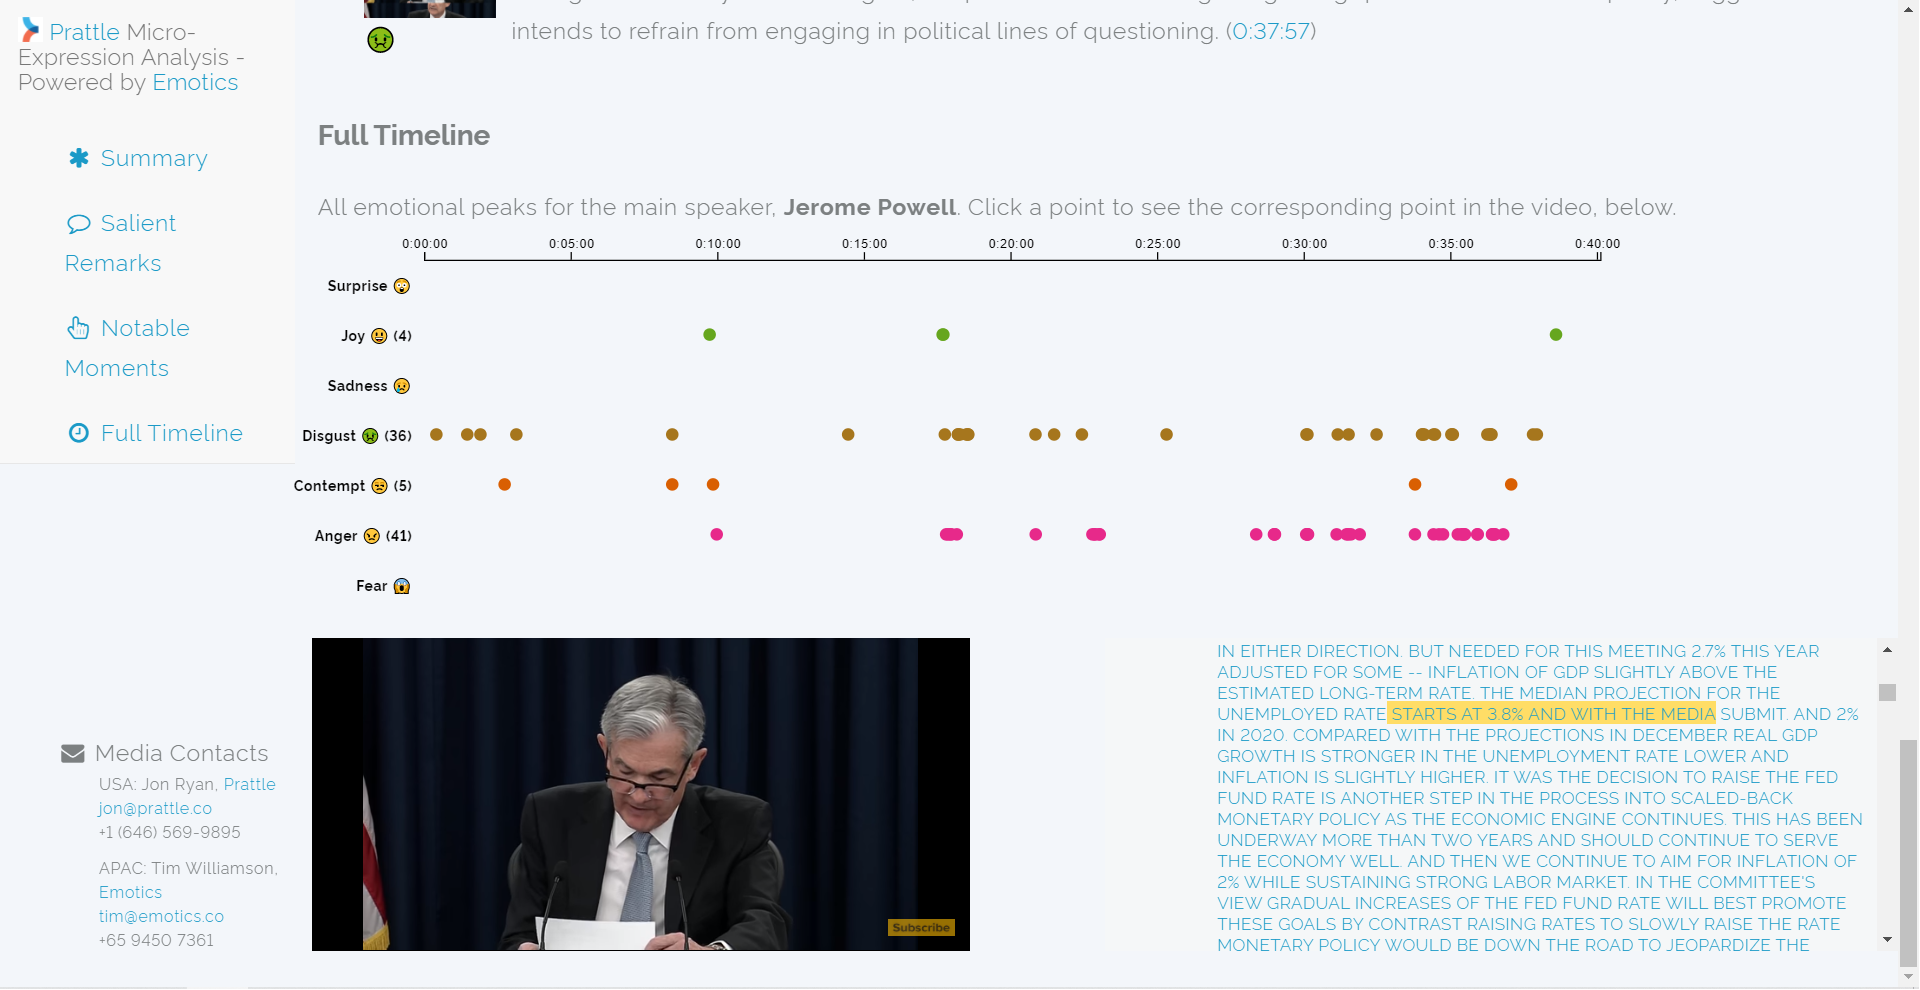 Prattle Micro-
Expression Analysis -
Powered by Emotics
Summary
Salient
Remarks
Notable
Moments
Full Timeline
Media Contacts
USA: Jon Ryan, Prattle
jon@prattle.co
+1 (646) 569-9895
APAC: Tim Williamson,
Emotics
tim@emotics.co
+65 9450 7361
intends to refrain from engaging in political lines of questioning. (0:37:57)
Full Timeline
All emotional peaks for the main speaker, Jerome Powell. Click a point to see the corresponding point in the video, below.
0:00:00 0:05:00 0:10:00 0:15:00 0:20:00 0:25:00 0:30:00 0:35:00 0:40:00
Surprise
Joy (4)
Sadness
Disgust (36)
Contempt (5)
Anger (41)
Fear
Subscribe
IN EITHER DIRECTION. BUT NEEDED FOR THIS MEETING 2.7% THIS YEAR
ADJUSTED FOR SOME -- INFLATION OF GDP SLIGHTLY ABOVE THE
ESTIMATED LONG-TERM RATE. THE MEDIAN PROJECTION FOR THE
UNEMPLOYED RATE STARTS AT 3.8% AND WITH THE MEDIA SUBMIT. AND 2%
IN 2020. COMPARED WITH THE PROJECTIONS IN DECEMBER REAL GDP
GROWTH IS STRONGER IN THE UNEMPLOYMENT RATE LOWER AND
INFLATION IS SLIGHTLY HIGHER. IT WAS THE DECISION TO RAISE THE FED
FUND RATE IS ANOTHER STEP IN THE PROCESS INTO SCALED-BACK
MONETARY POLICY AS THE ECONOMIC ENGINE CONTINUES. THIS HAS BEEN
UNDERWAY MORE THAN TWO YEARS AND SHOULD CONTINUE TO SERVE
THE ECONOMY WELL. AND THEN WE CONTINUE TO AIM FOR INFLATION OF
2% WHILE SUSTAINING STRONG LABOR MARKET. IN THE COMMITTEE'S
VIEW GRADUAL INCREASES OF THE FED FUND RATE WILL BEST PROMOTE
THESE GOALS BY CONTRAST RAISING RATES TO SLOWLY RAISE THE RATE
MONETARY POLICY WOULD BE DOWN THE ROAD TO JEOPARDIZE THE